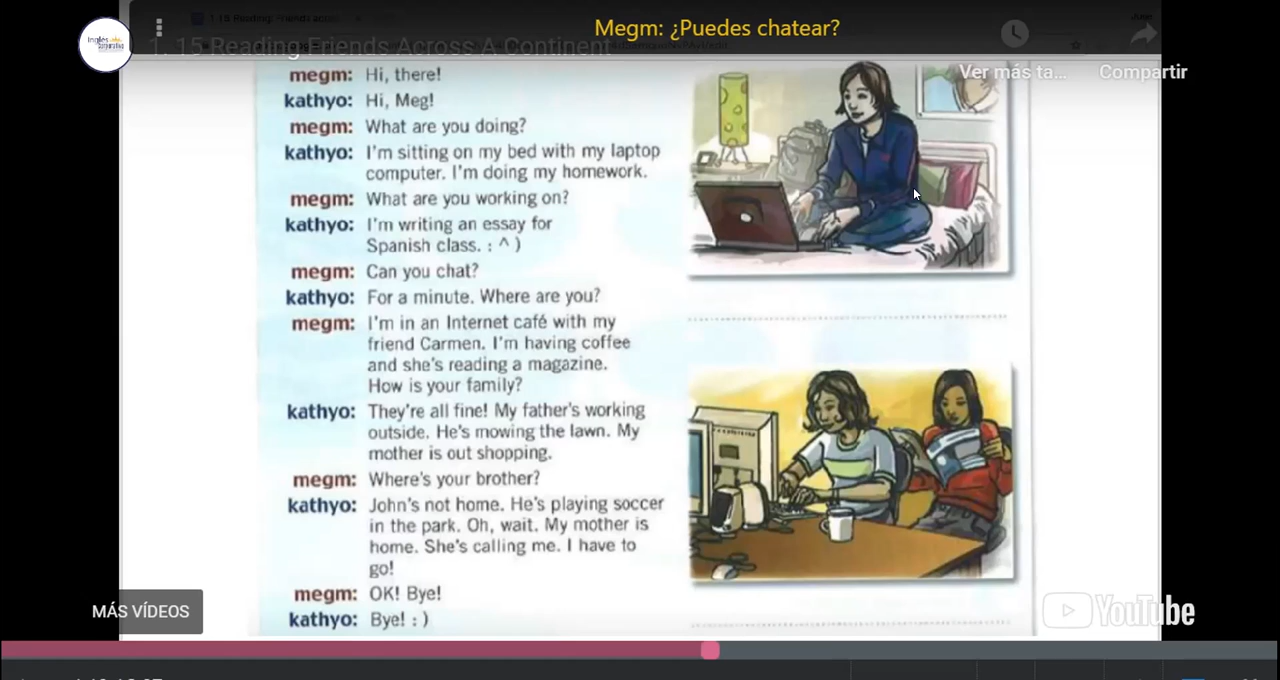 Megm: ¿Puedes chatear?
1. 15 Reading Friends Across A Continent
Ver más ta...
Compartir
megm: Hi, there!
kathyo: Hi, Meg!
megm: What are you doing?
kathyo: I'm sitting on my bed with my laptop
computer. I'm doing my homework.
megm: What are you working on?
kathyo: I'm writing an essay for
Spanish class. : ^ )
megm: Can you chat?
kathyo: For a minute. Where are you?
megm: I'm in an Internet café with my
friend Carmen. I'm having coffee
and she's reading a magazine.
How is your family?
kathyo: They're all fine! My father's working
outside. He's mowing the lawn. My
mother is out shopping.
megm: Where's your brother?
kathyo: John's not home. He's playing soccer
in the park. Oh, wait. My mother is
home. She's calling me. I have to
go!
megm: OK! Bye!
kathyo: Bye! : )
MÁS VÍDEOS
YouTube